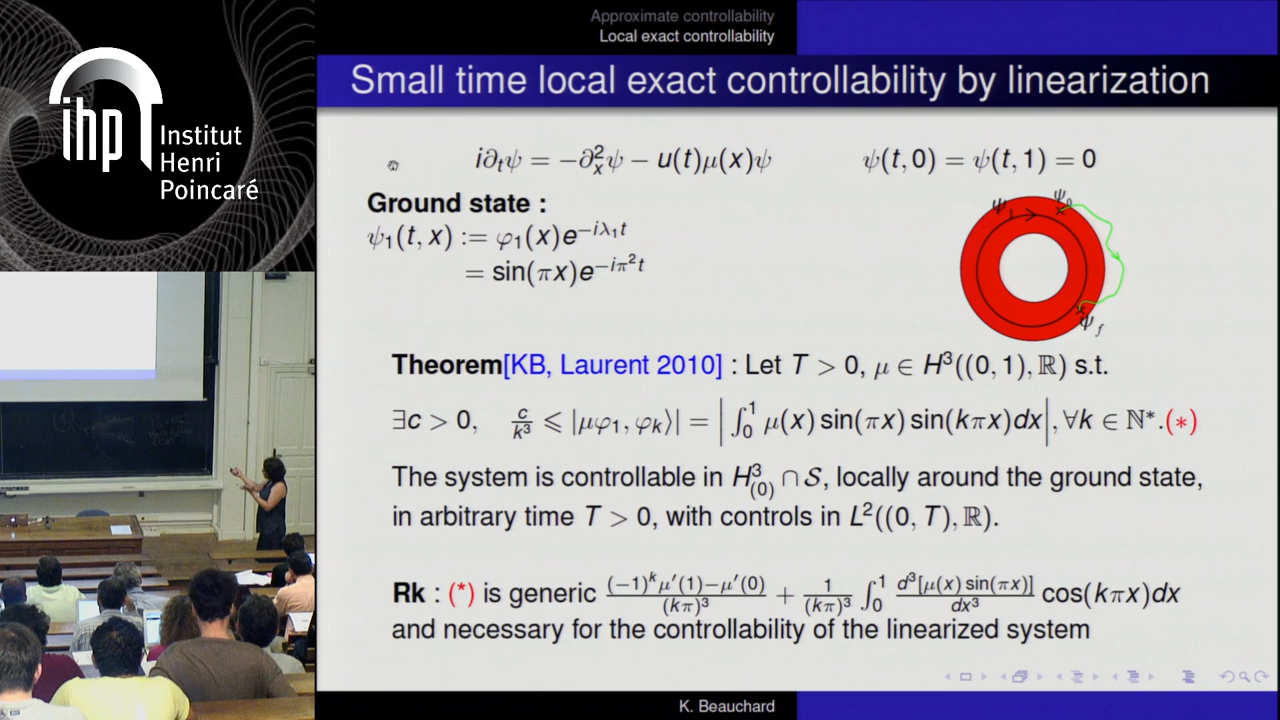 Approximate controllability
Local exact controllability
Small time local exact controllability by linearization
ihp
Institut
Henri
Poincaré
i∂ₜψ = −∂ₓ²ψ − u(t)μ(x)ψ ψ(t, 0) = ψ(t, 1) = 0
Ground state :
ψ₁(t, x) := φ₁(x)e^{−iλ₁t}
= sin(πx)e^{−iπ²t}
ψ₁ ψ₀
ψ_f
Theorem[KB, Laurent 2010] : Let T > 0, μ ∈ H³((0, 1), ℝ) s.t.
∃c > 0, c/k³ ⩽ |μφ₁, φₖ⟩| = |∫₀¹ μ(x) sin(πx) sin(kπx)dx|, ∀k ∈ ℕ*.(∗)
The system is controllable in H³₍₀₎ ∩ S, locally around the ground state,
in arbitrary time T > 0, with controls in L²((0, T), ℝ).
Rk : (*) is generic ((−1)ᵏμ′(1)−μ′(0))/(kπ)³ + 1/(kπ)³ ∫₀¹ d³[μ(x) sin(πx)]/dx³ cos(kπx)dx
and necessary for the controllability of the linearized system
K. Beauchard